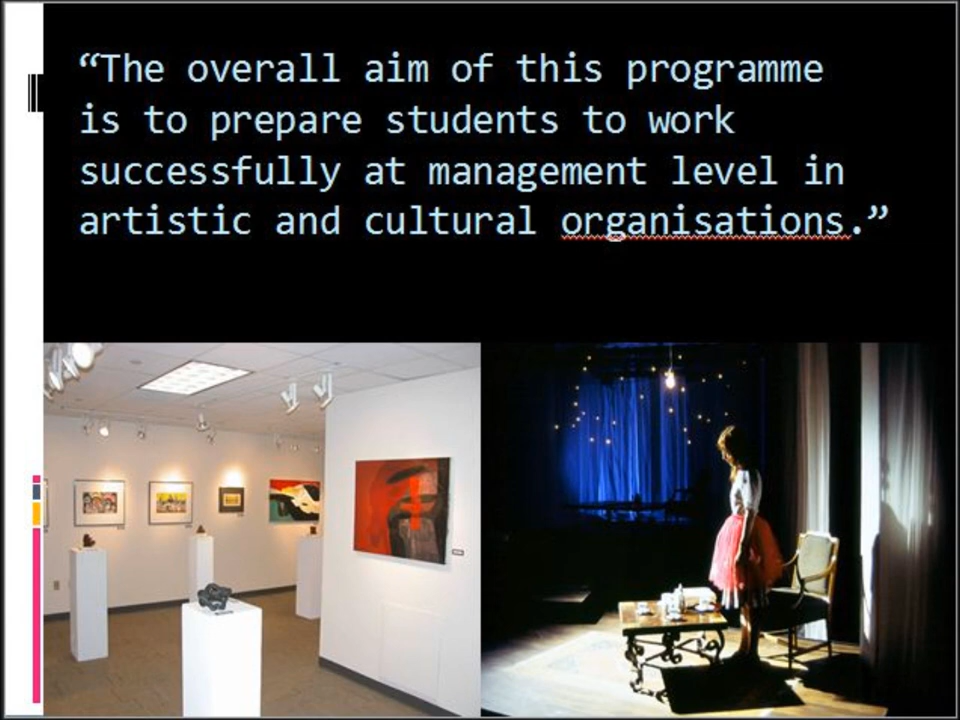 “The overall aim of this programme
is to prepare students to work
successfully at management level in
artistic and cultural organisations.”